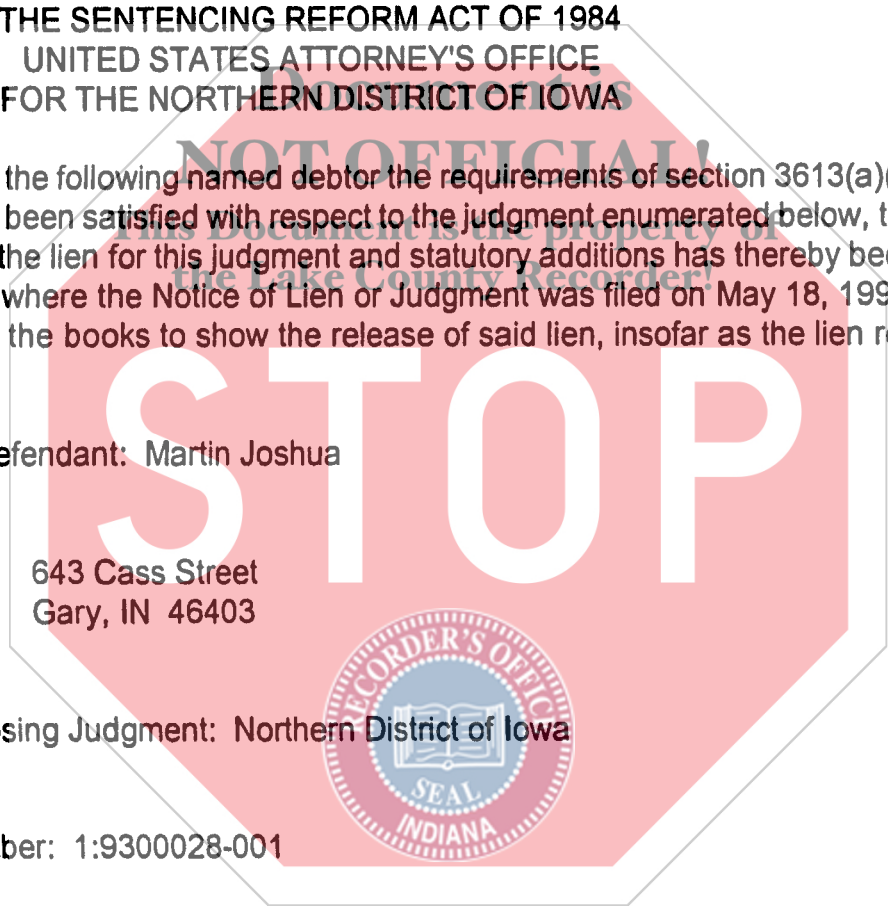 THE SENTENCING REFORM ACT OF 1984
UNITED STATES ATTORNEY'S OFFICE
FOR THE NORTHERN DISTRICT OF IOWA
Document is
NOT OFFICIAL!
This Document is the property of
the Lake County Recorder!
the following named debtor the requirements of section 3613(a)(
been satisfied with respect to the judgment enumerated below, t
the lien for this judgment and statutory additions has thereby bee
where the Notice of Lien or Judgment was filed on May 18, 199
the books to show the release of said lien, insofar as the lien r
STOP
efendant: Martin Joshua
643 Cass Street
Gary, IN 46403
RECORDER'S OFFICE
SEAL
INDIANA
sing Judgment: Northern District of Iowa
ber: 1:9300028-001